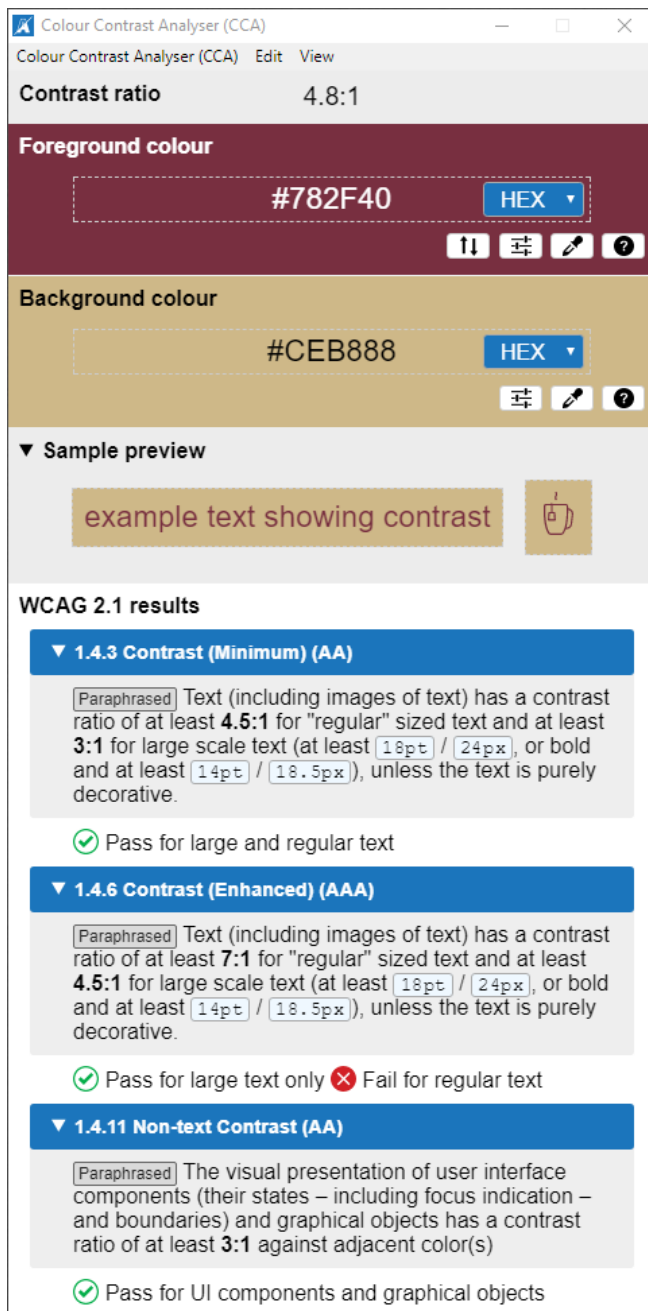 Colour Contrast Analyser (CCA)
Colour Contrast Analyser (CCA) Edit View
Contrast ratio 4.8:1
Foreground colour
#782F40 HEX
Background colour
#CEB888 HEX
Sample preview
example text showing contrast
WCAG 2.1 results
1.4.3 Contrast (Minimum) (AA)
Paraphrased Text (including images of text) has a contrast
ratio of at least 4.5:1 for "regular" sized text and at least
3:1 for large scale text (at least 18pt / 24px, or bold
and at least 14pt / 18.5px), unless the text is purely
decorative.
Pass for large and regular text
1.4.6 Contrast (Enhanced) (AAA)
Paraphrased Text (including images of text) has a contrast
ratio of at least 7:1 for "regular" sized text and at least
4.5:1 for large scale text (at least 18pt / 24px, or bold
and at least 14pt / 18.5px), unless the text is purely
decorative.
Pass for large text only Fail for regular text
1.4.11 Non-text Contrast (AA)
Paraphrased The visual presentation of user interface
components (their states – including focus indication –
and boundaries) and graphical objects has a contrast
ratio of at least 3:1 against adjacent color(s)
Pass for UI components and graphical objects